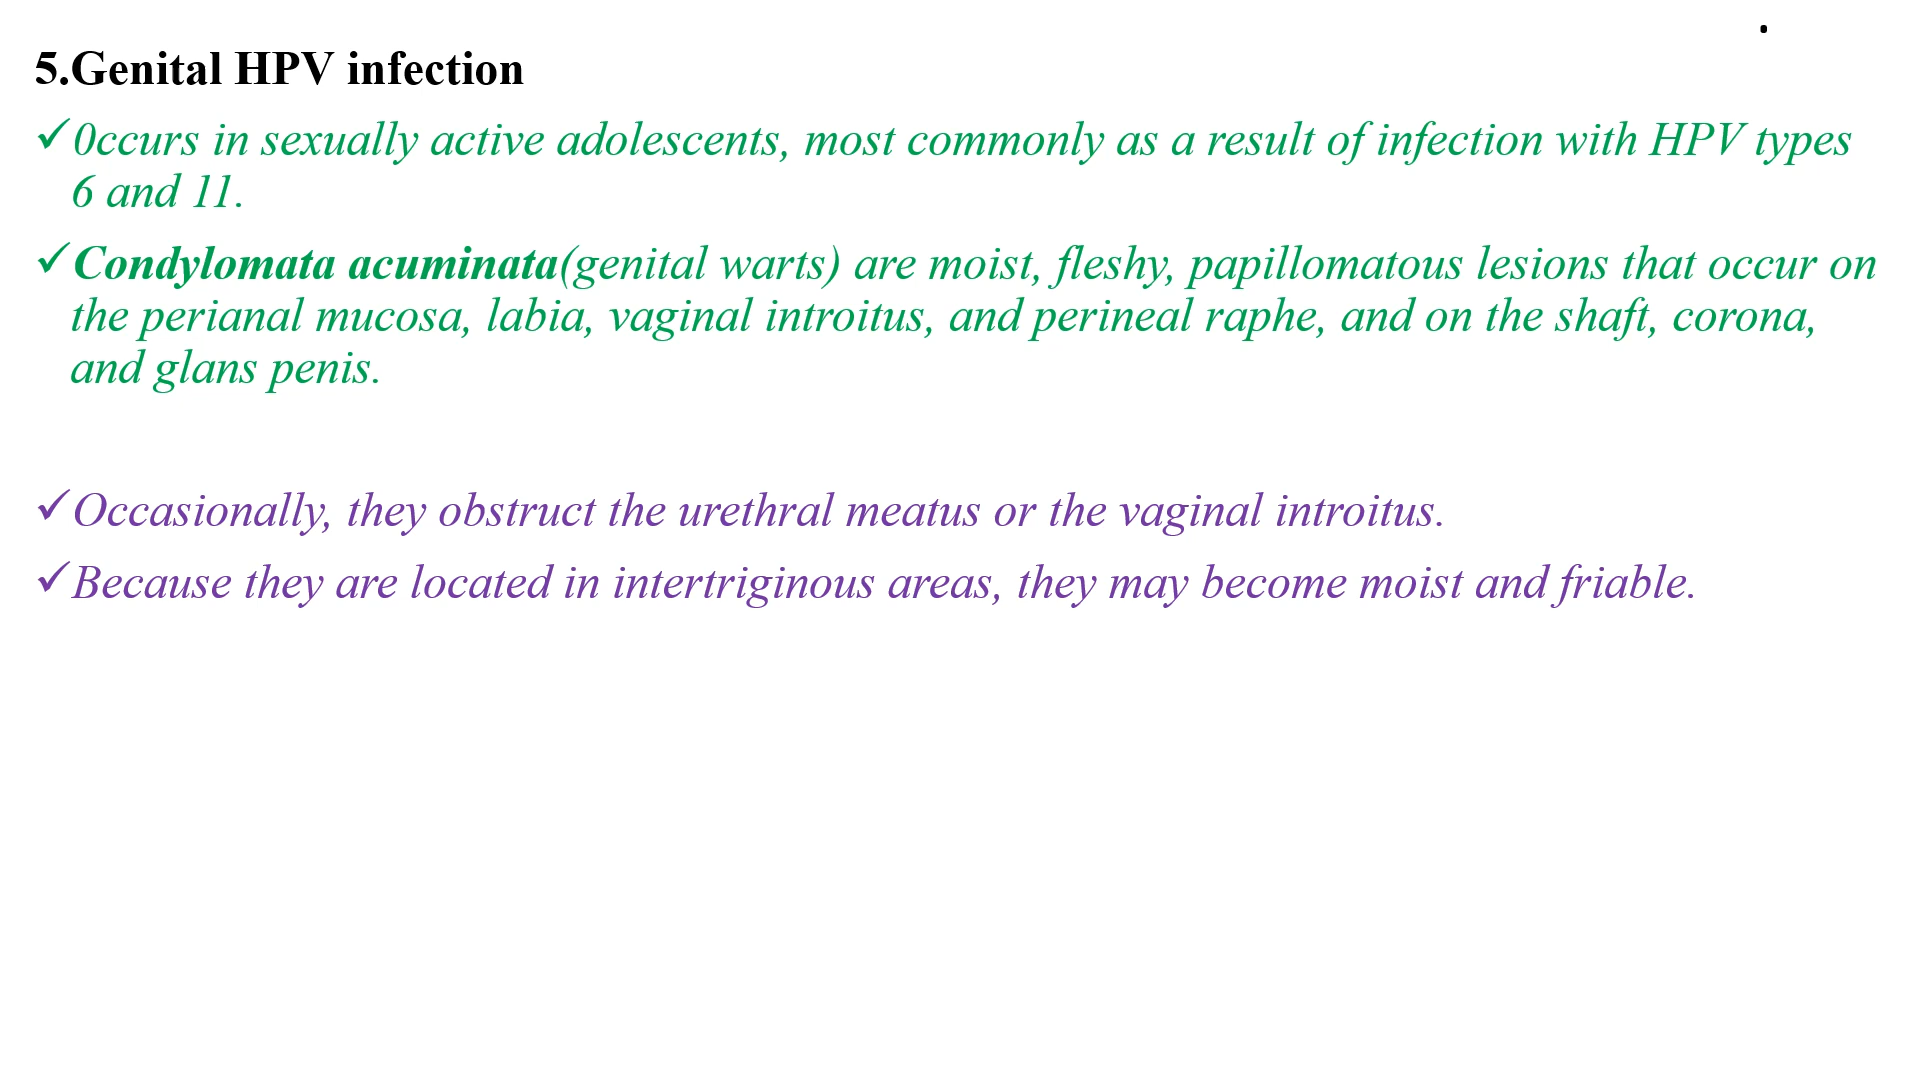 .
5.Genital HPV infection
✓0ccurs in sexually active adolescents, most commonly as a result of infection with HPV types
6 and 11.
✓Condylomata acuminata(genital warts) are moist, fleshy, papillomatous lesions that occur on
the perianal mucosa, labia, vaginal introitus, and perineal raphe, and on the shaft, corona,
and glans penis.
✓Occasionally, they obstruct the urethral meatus or the vaginal introitus.
✓Because they are located in intertriginous areas, they may become moist and friable.